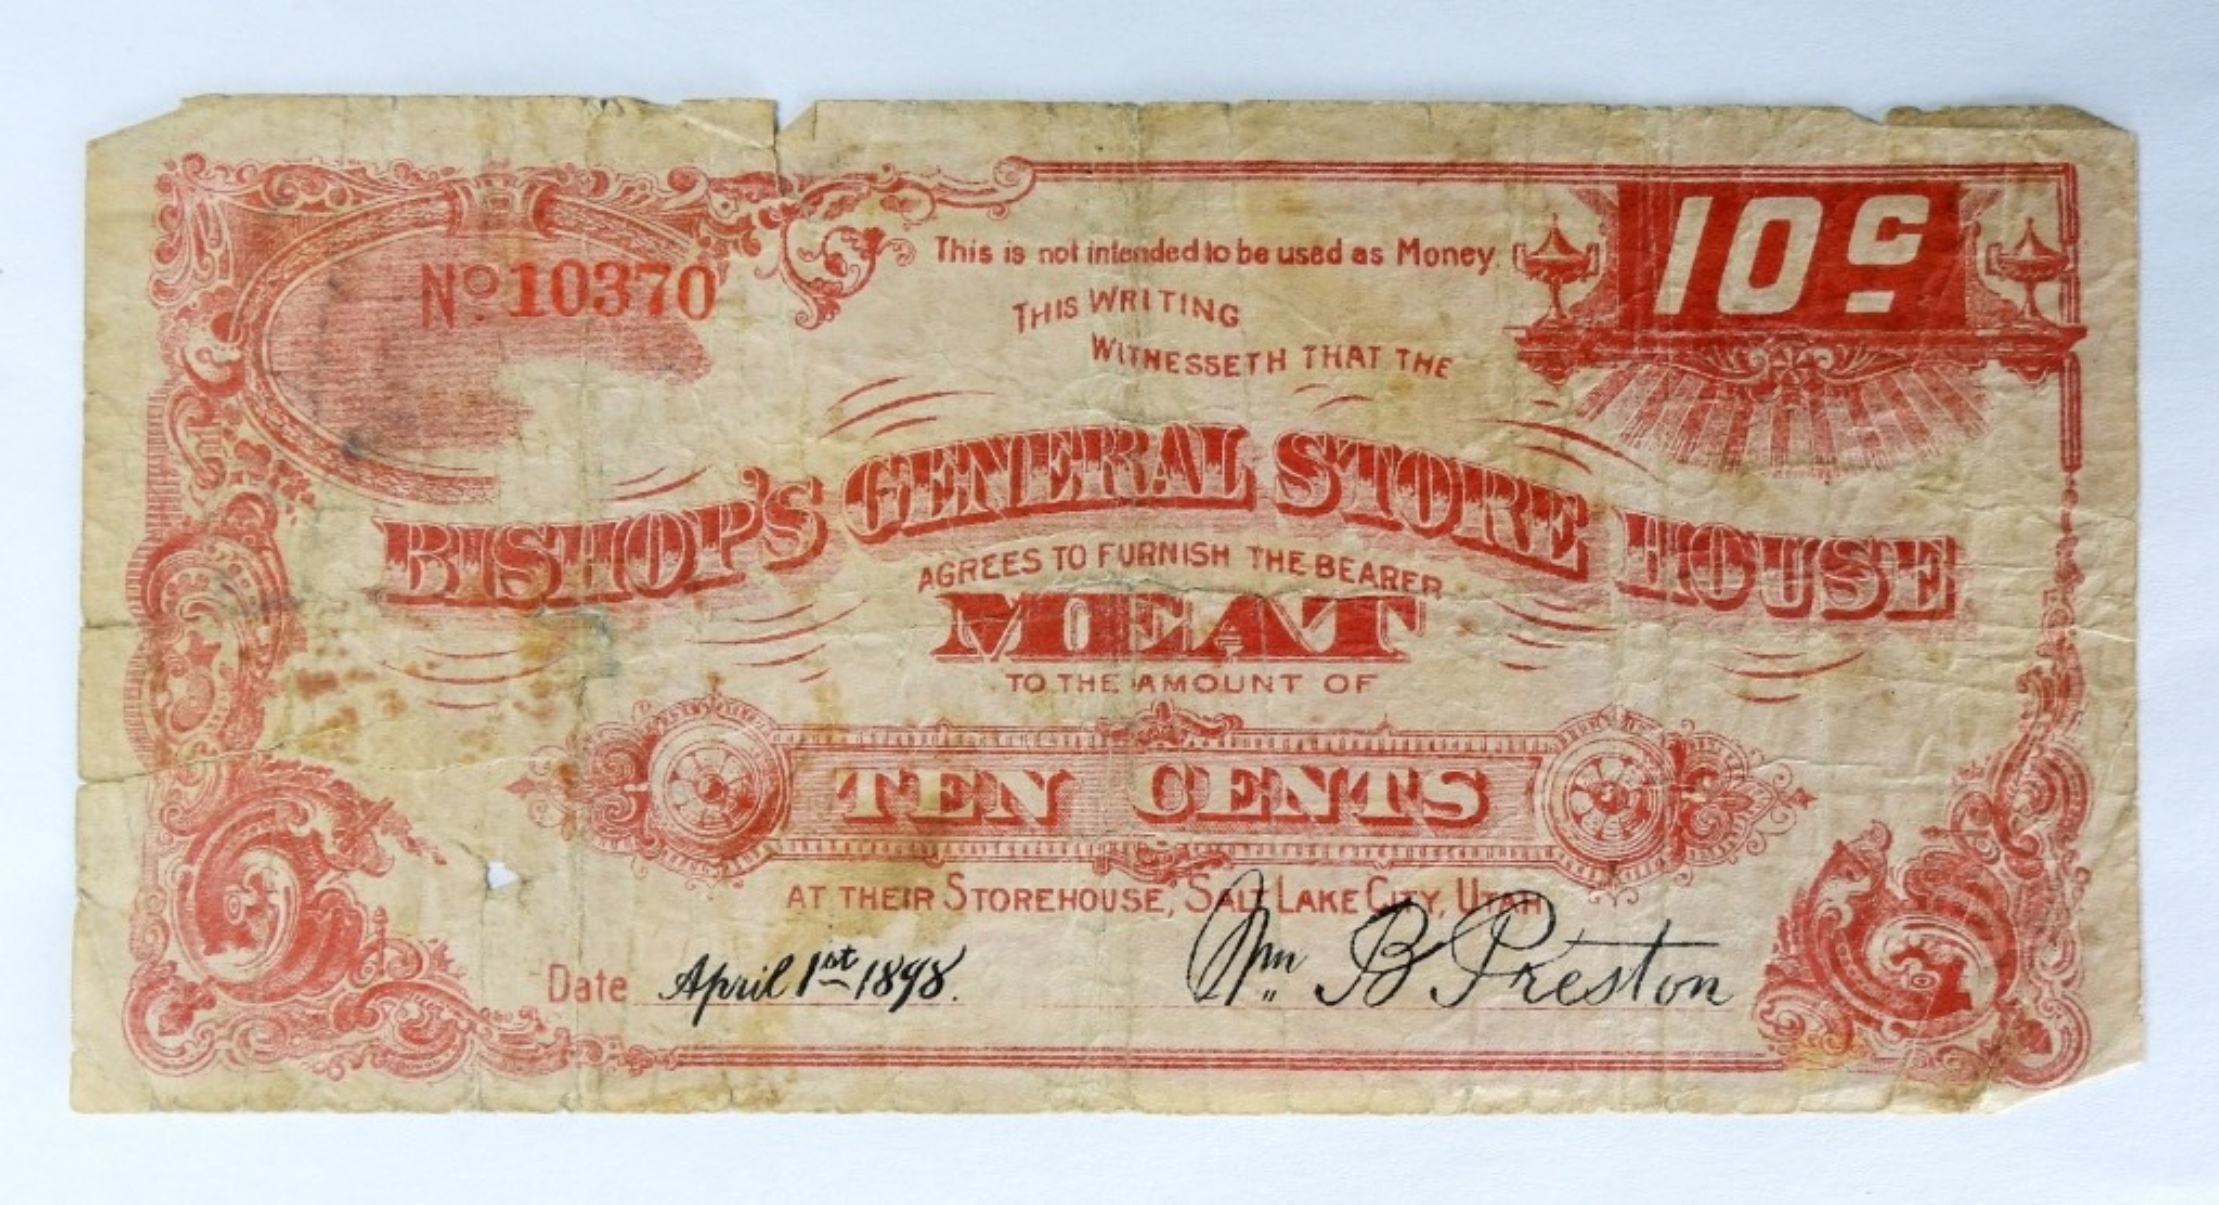 No 10370
This is not intended to be used as Money.
10c
THIS WRITING
WITNESSETH THAT THE
BISHOP'S GENERAL STORE HOUSE
AGREES TO FURNISH THE BEARER
MEAT
TO THE AMOUNT OF
TEN CENTS
AT THEIR STOREHOUSE, SALT LAKE CITY, UTAH
Date April 1st 1898. Wm. B. Preston